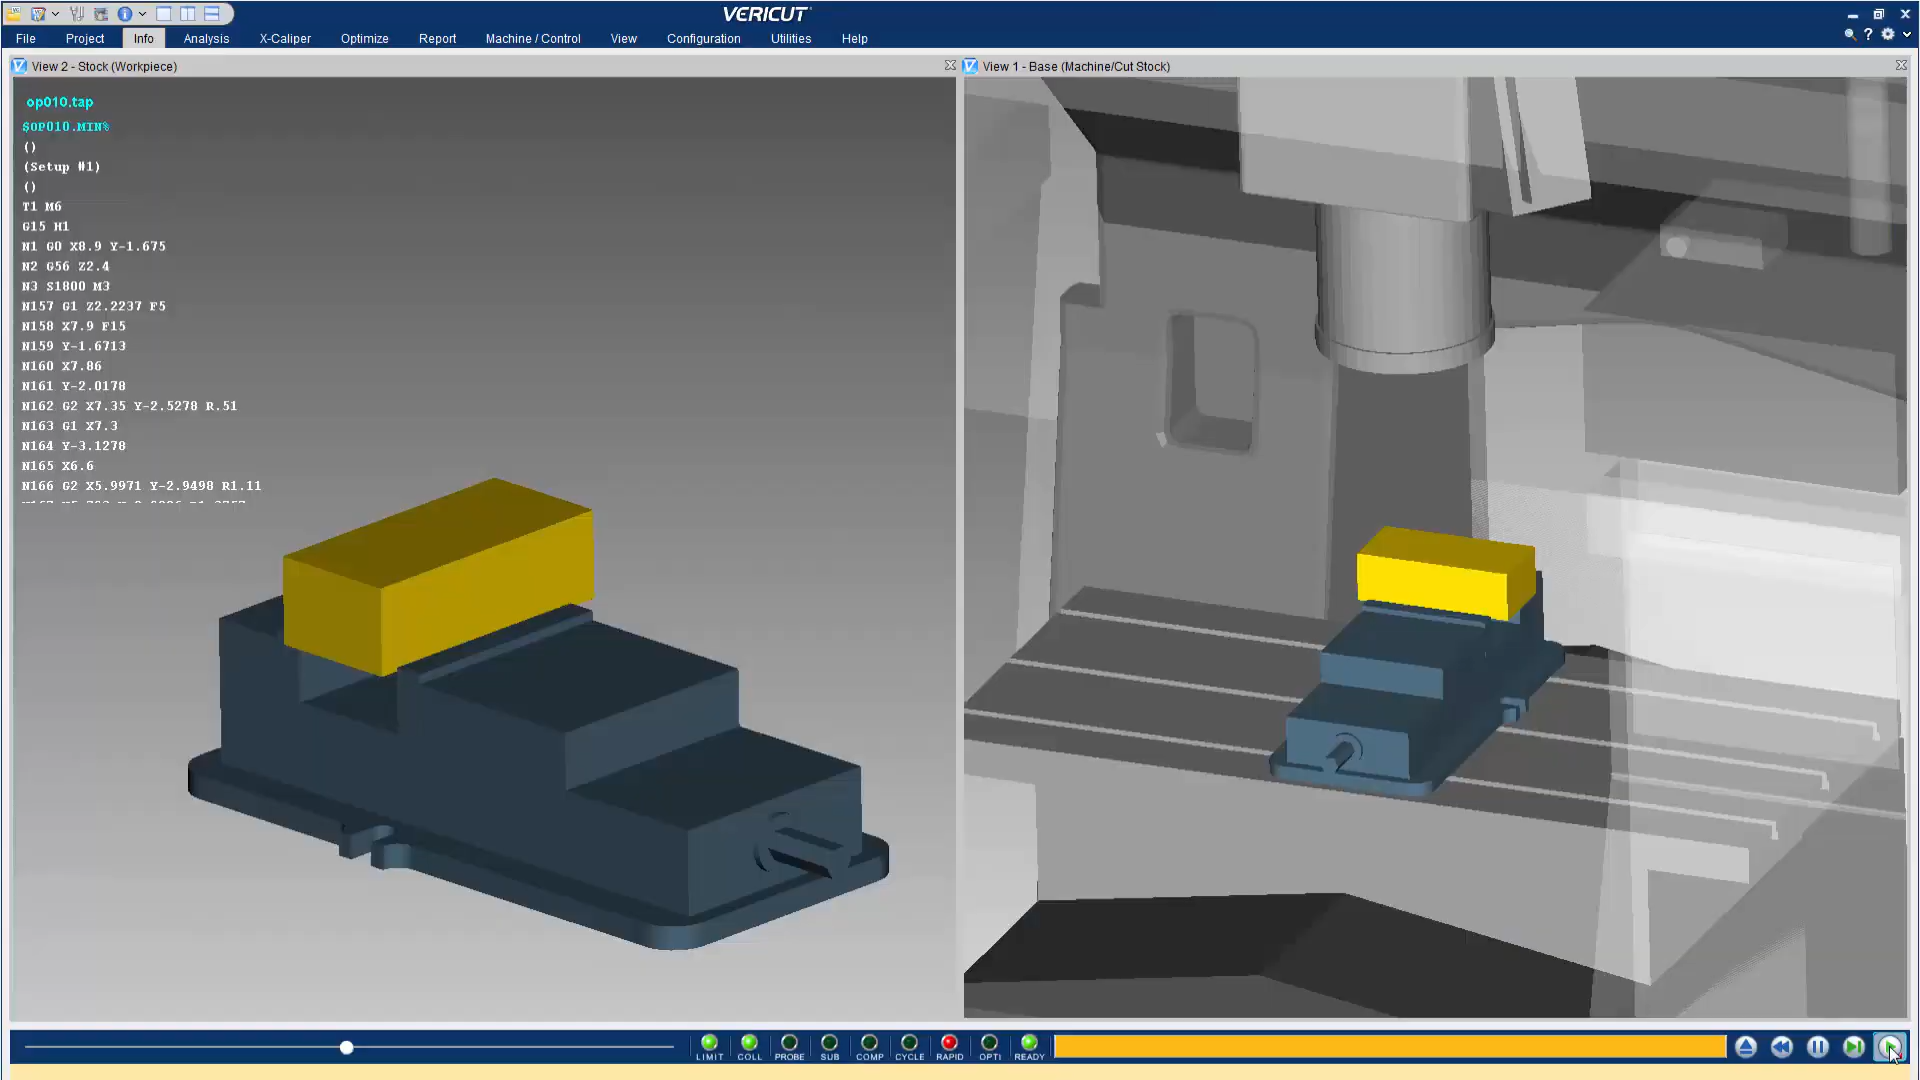 VERICUT
File Project Info Analysis X-Caliper Optimize Report Machine / Control View Configuration Utilities Help
View 2 - Stock (Workpiece)
View 1 - Base (Machine/Cut Stock)
op010.tap
$OP010.MIN%
()
(Setup #1)
()
T1 M6
G15 H1
N1 G0 X8.9 Y-1.675
N2 G56 Z2.4
N3 S1800 M3
N157 G1 Z2.2237 F5
N158 X7.9 F15
N159 Y-1.6713
N160 X7.86
N161 Y-2.0178
N162 G2 X7.35 Y-2.5278 R.51
N163 G1 X7.3
N164 Y-3.1278
N165 X6.6
N166 G2 X5.9971 Y-2.9498 R1.11
LIMIT COLL PROBE SUB COMP CYCLE RAPID OPTI READY